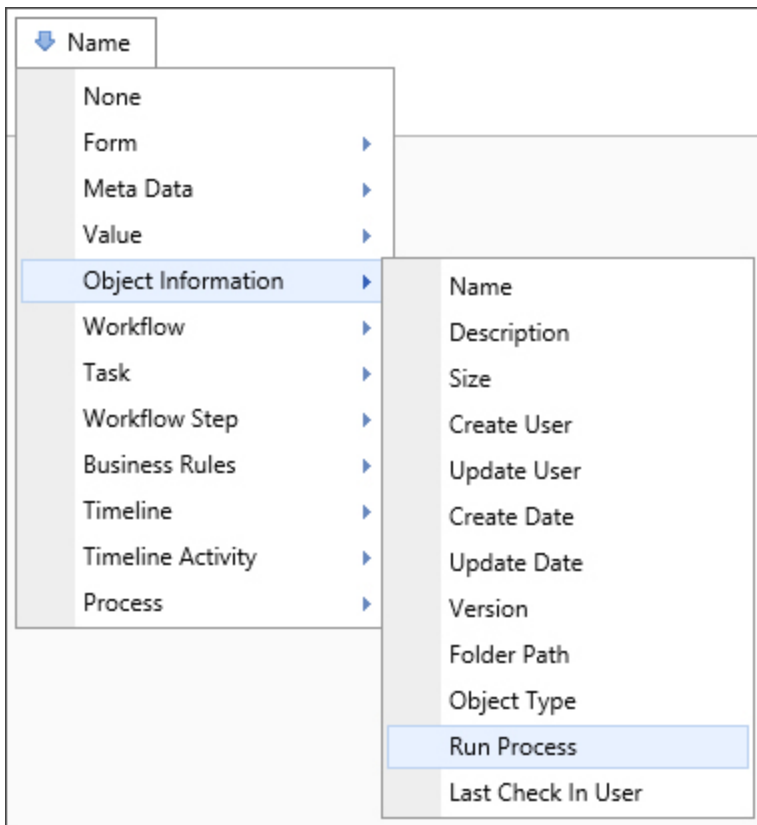 Name
None
Form
Meta Data
Value
Object Information
Workflow
Task
Workflow Step
Business Rules
Timeline
Timeline Activity
Process
Name
Description
Size
Create User
Update User
Create Date
Update Date
Version
Folder Path
Object Type
Run Process
Last Check In User